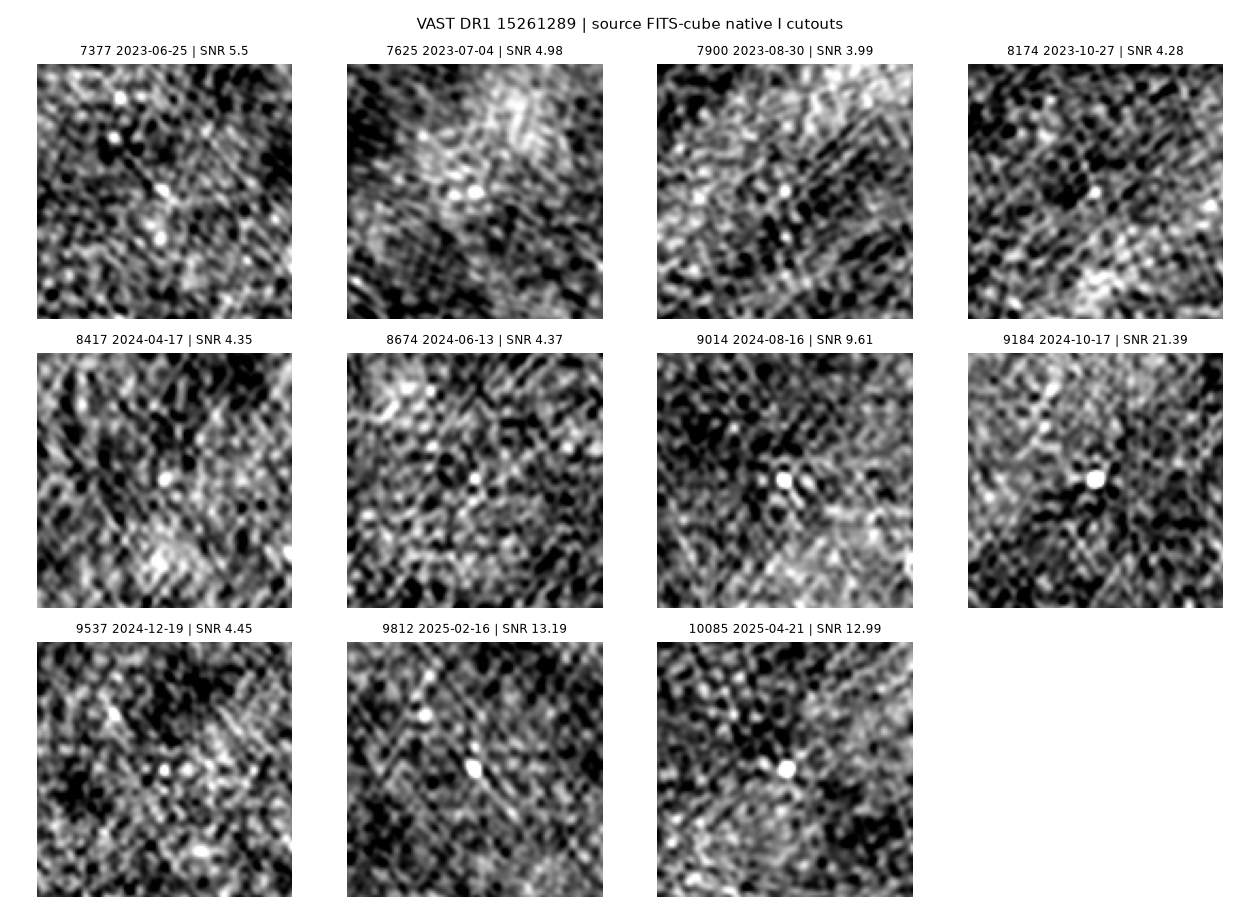 VAST DR1 15261289 | source FITS-cube native I cutouts
7377 2023-06-25 | SNR 5.5
7625 2023-07-04 | SNR 4.98
7900 2023-08-30 | SNR 3.99
8174 2023-10-27 | SNR 4.28
8417 2024-04-17 | SNR 4.35
8674 2024-06-13 | SNR 4.37
9014 2024-08-16 | SNR 9.61
9184 2024-10-17 | SNR 21.39
9537 2024-12-19 | SNR 4.45
9812 2025-02-16 | SNR 13.19
10085 2025-04-21 | SNR 12.99